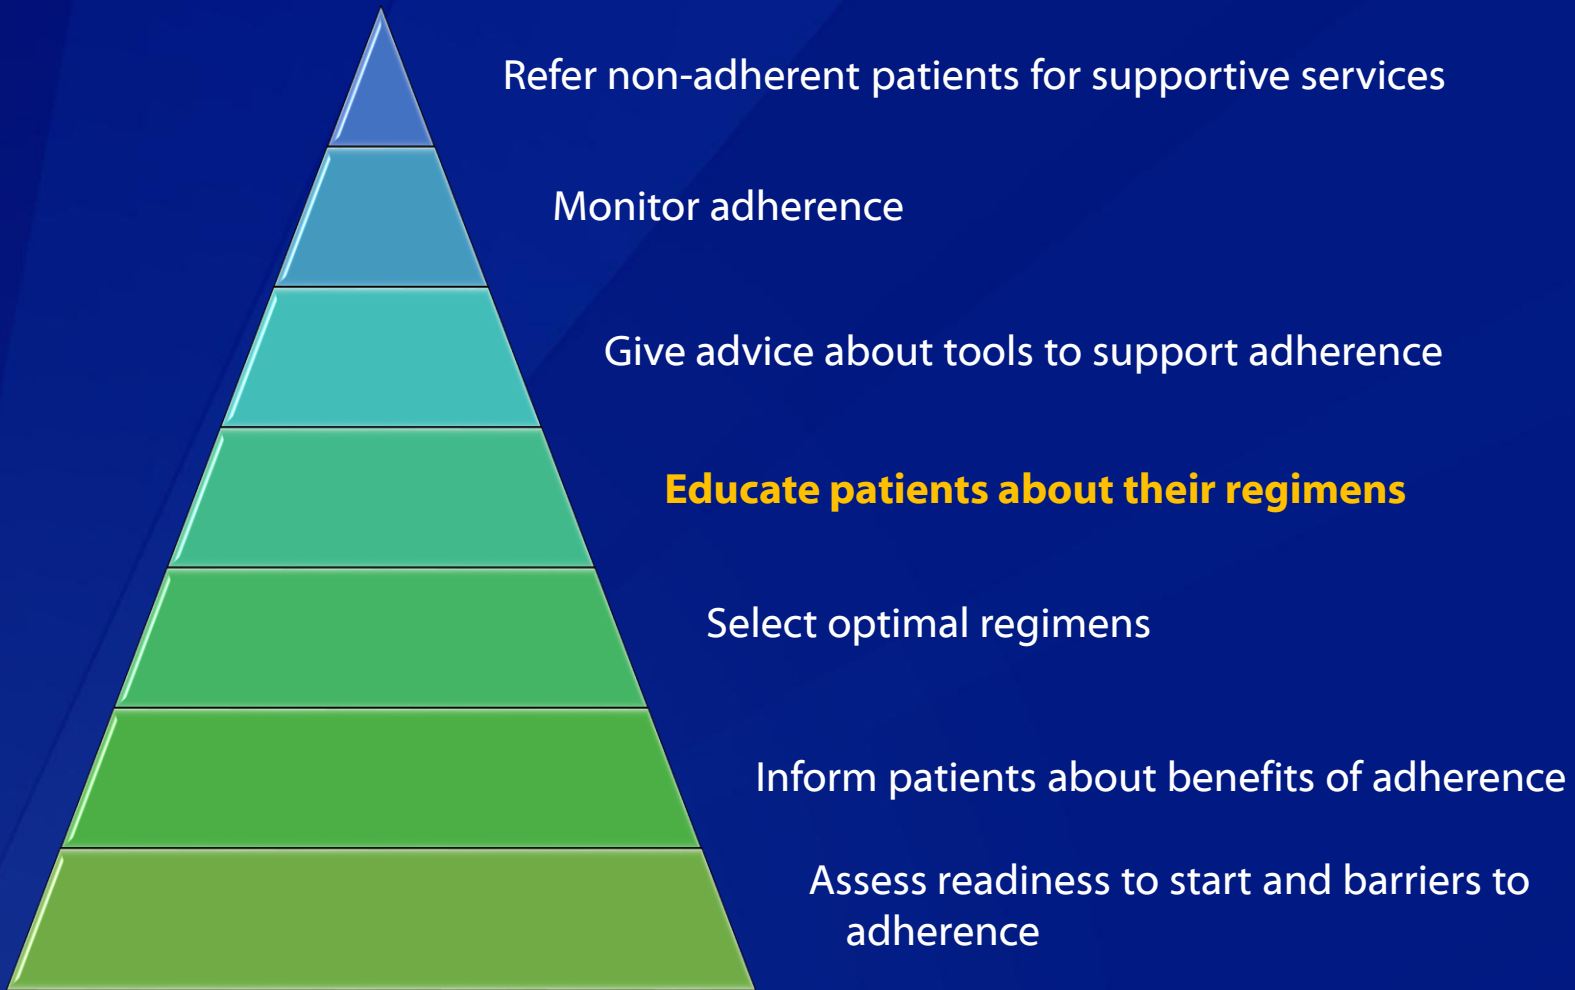 Refer non-adherent patients for supportive services
Monitor adherence
Give advice about tools to support adherence
Educate patients about their regimens
Select optimal regimens
Inform patients about benefits of adherence
Assess readiness to start and barriers to
adherence